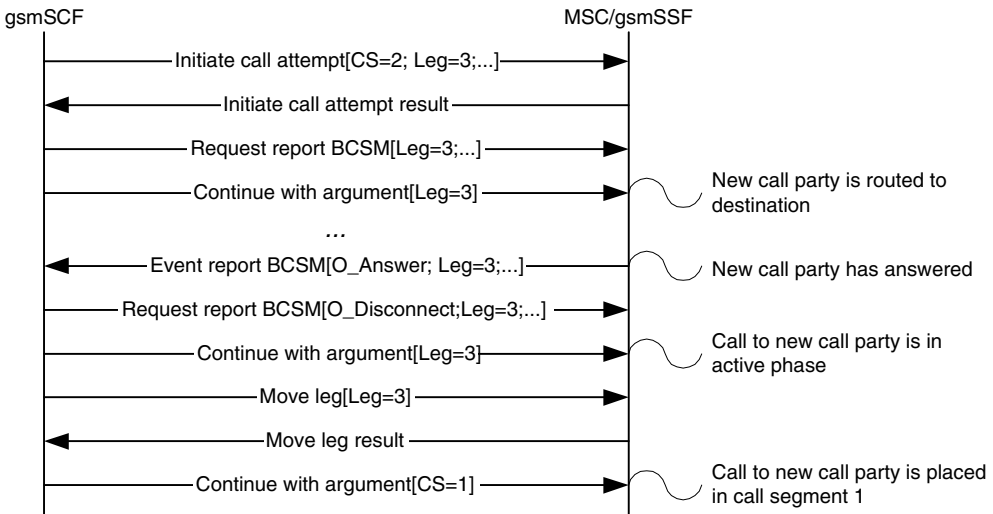 gsmSCF
MSC/gsmSSF
Initiate call attempt[CS=2; Leg=3;...]
Initiate call attempt result
Request report BCSM[Leg=3;...]
Continue with argument[Leg=3]
New call party is routed to
destination
...
Event report BCSM[O_Answer; Leg=3;...]
New call party has answered
Request report BCSM[O_Disconnect;Leg=3;...]
Continue with argument[Leg=3]
Call to new call party is in
active phase
Move leg[Leg=3]
Move leg result
Continue with argument[CS=1]
Call to new call party is placed
in call segment 1